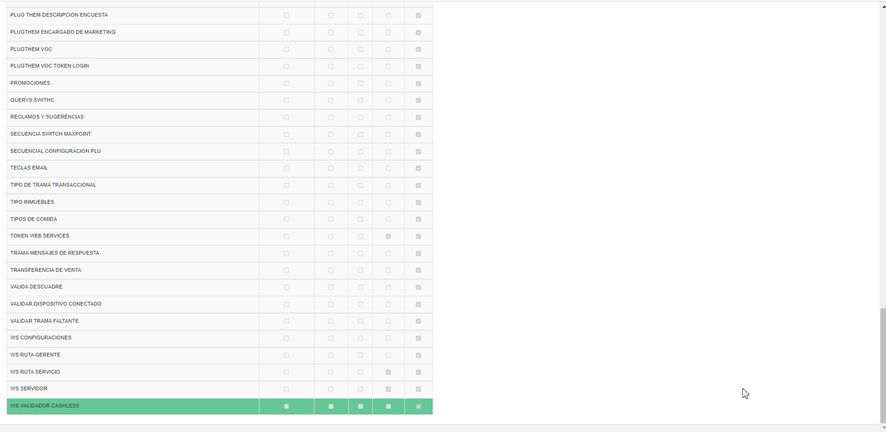 PLUG THEM DESCRIPCION ENCUESTA
PLUGTHEM ENCARGADO DE MARKETING
PLUGTHEM VOC
PLUGTHEM VOC TOKEN LOGIN
PROMOCIONES
QUERYS SWITHC
RECLAMOS Y SUGERENCIAS
SECUENCIA SWITCH MAXPOINT
SECUENCIAL CONFIGURACION PLU
TECLAS EMAIL
TIPO DE TRAMA TRANSACCIONAL
TIPO INMUEBLES
TIPOS DE COMIDA
TOKEN WEB SERVICES
TRAMA MENSAJES DE RESPUESTA
TRANSFERENCIA DE VENTA
VALIDA DESCUADRE
VALIDAR DISPOSITIVO CONECTADO
VALIDAR TRAMA FALTANTE
WS CONFIGURACIONES
WS RUTA GERENTE
WS RUTA SERVICIO
WS SERVIDOR
WS VALIDADOR CASHLESS